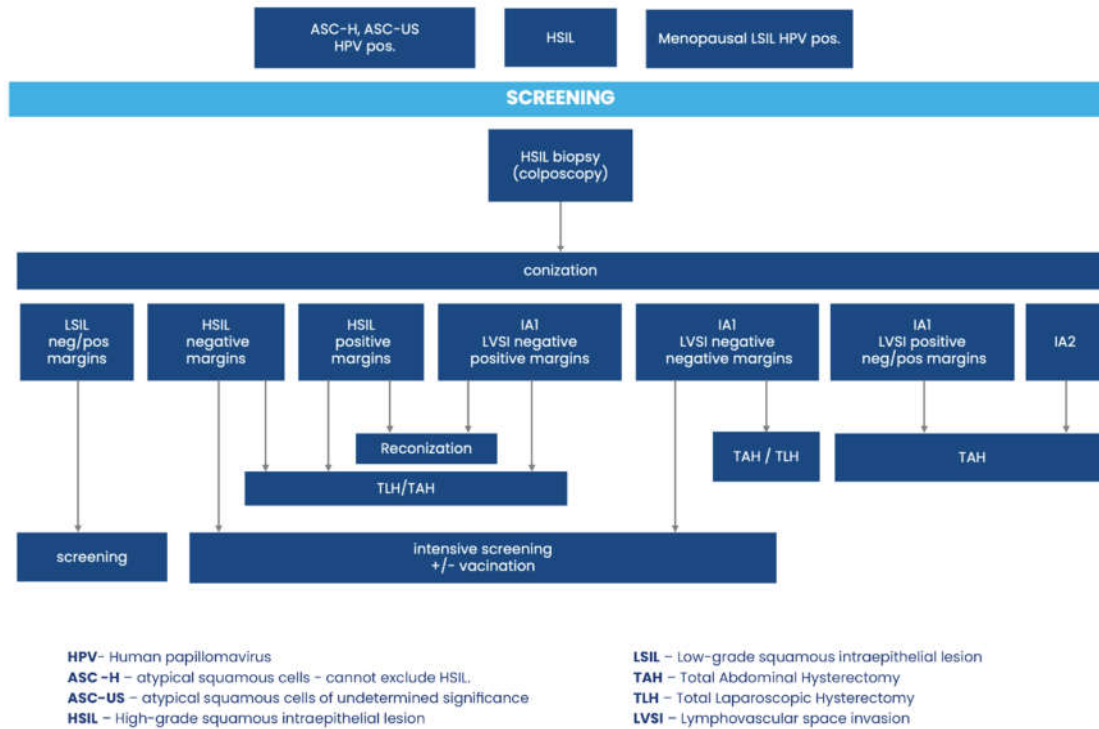 ASC-H, ASC-US
HPV pos.
HSIL
Menopausal LSIL HPV pos.
SCREENING
HSIL biopsy
(colposcopy)
conization
LSIL
neg/pos
margins
HSIL
negative
margins
HSIL
positive
margins
IA1
LVSI negative
positive margins
IA1
LVSI negative
negative margins
IA1
LVSI positive
neg/pos margins
IA2
Reconization
TAH / TLH
TAH
TLH/TAH
screening
intensive screening
+/- vacination
HPV- Human papillomavirus
ASC -H – atypical squamous cells - cannot exclude HSIL.
ASC-US – atypical squamous cells of undetermined significance
HSIL – High-grade squamous intraepithelial lesion
LSIL – Low-grade squamous intraepithelial lesion
TAH – Total Abdominal Hysterectomy
TLH – Total Laparoscopic Hysterectomy
LVSI – Lymphovascular space invasion